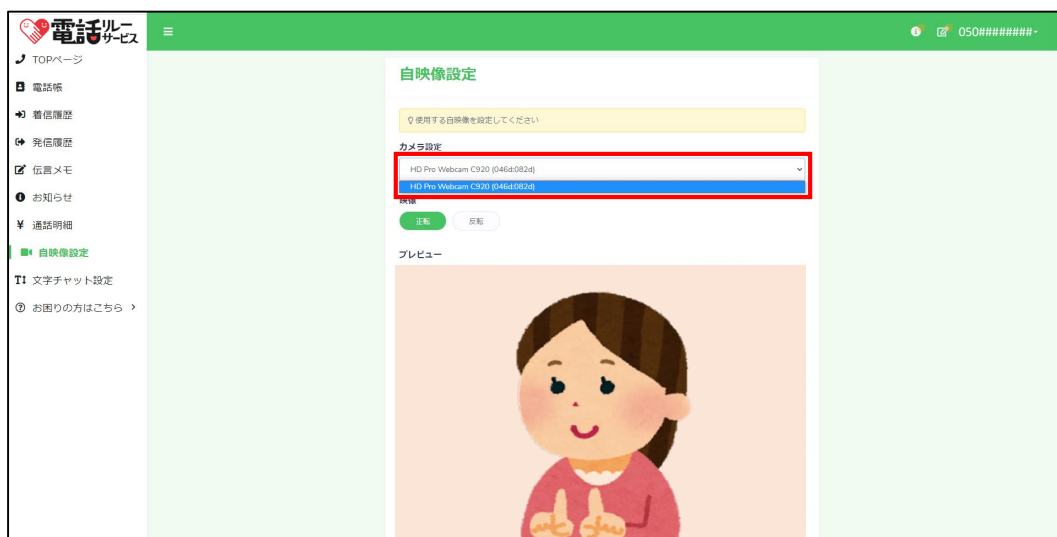 電話リレーサービス
050########
TOPページ
電話帳
着信履歴
発信履歴
伝言メモ
お知らせ
通話明細
自映像設定
文字チャット設定
お困りの方はこちら
自映像設定
使用する自映像を設定してください
カメラ設定
HD Pro Webcam C920 (046d:082d)
HD Pro Webcam C920 (046d:082d)
映像
正転 反転
プレビュー